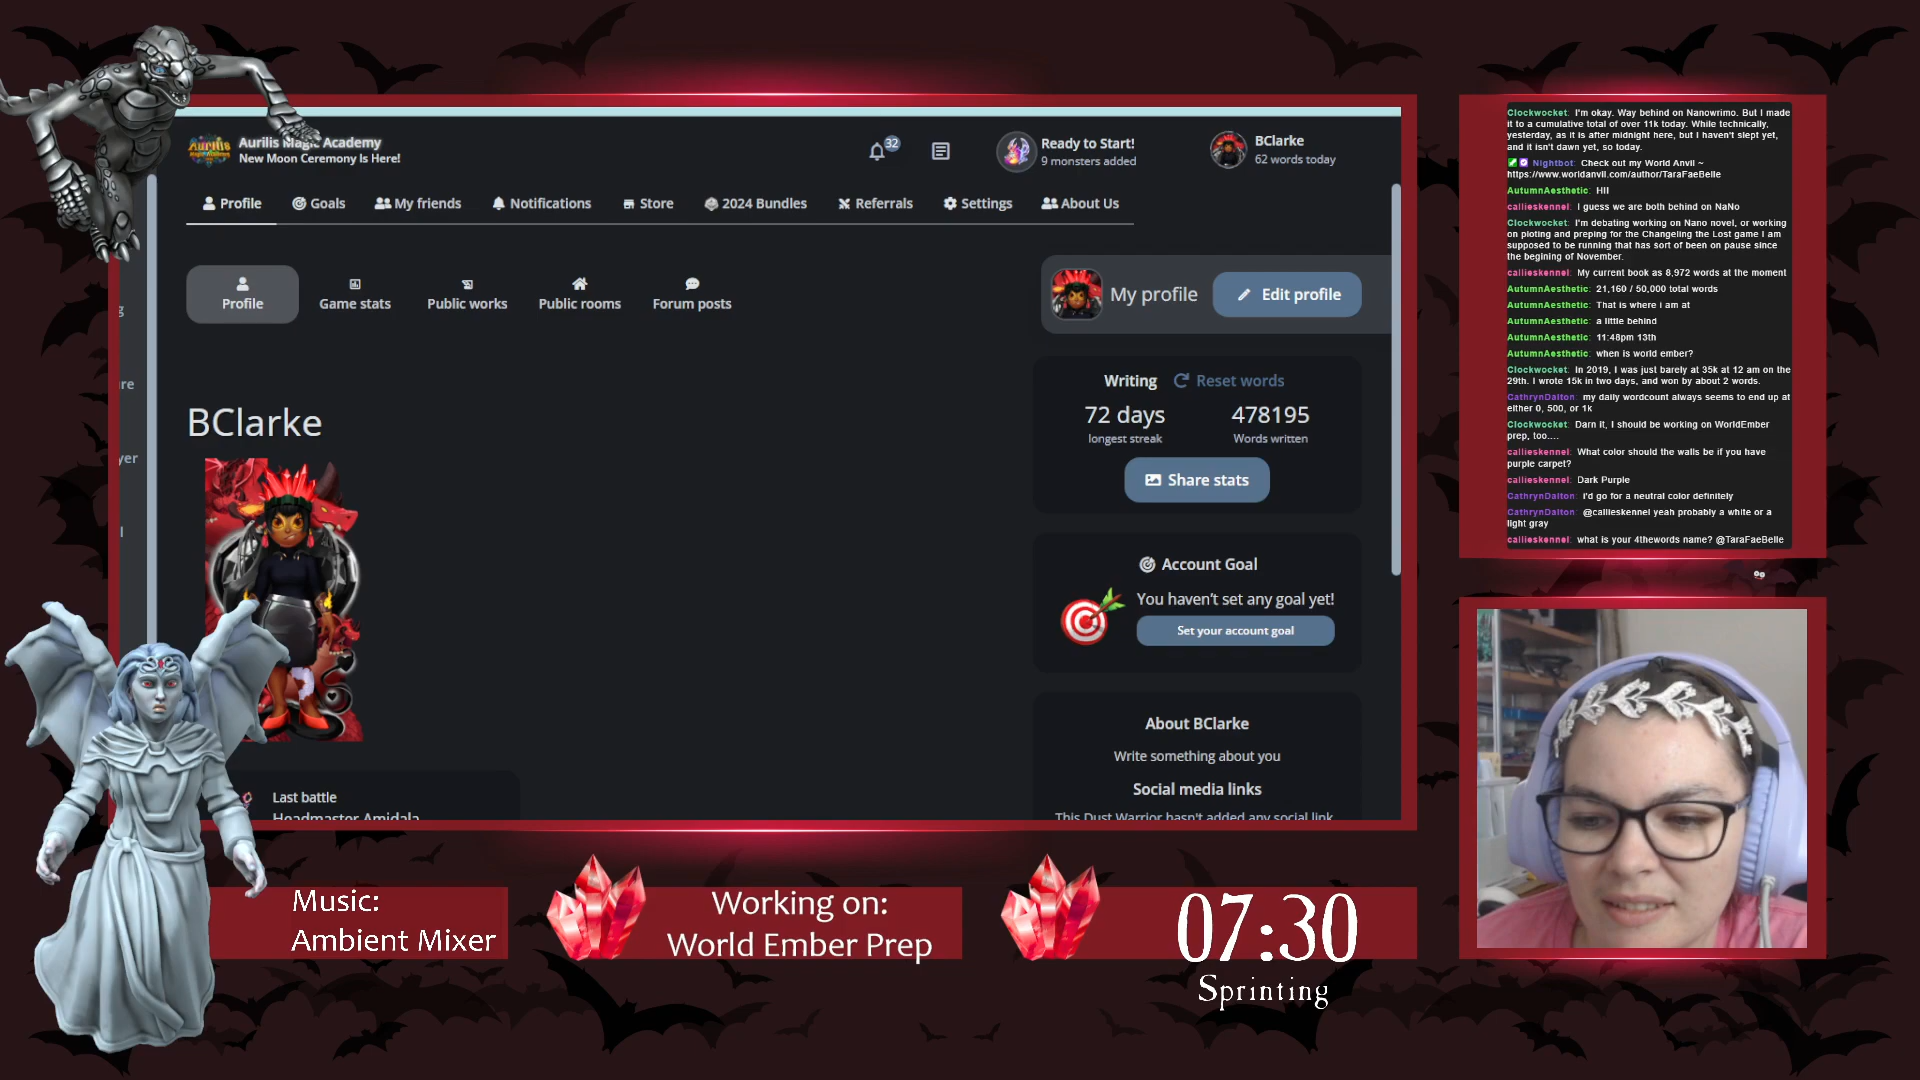 Aurilis Magic Academy
New Moon Ceremony Is Here!
32
Ready to Start!
9 monsters added
BClarke
62 words today
Profile
Goals
My friends
Notifications
Store
2024 Bundles
Referrals
Settings
About Us
Profile
Game stats
Public works
Public rooms
Forum posts
My profile
Edit profile
BClarke
Writing
Reset words
72 days
longest streak
478195
Words written
Share stats
Account Goal
You haven't set any goal yet!
Set your account goal
About BClarke
Write something about you
Social media links
This Dust Warrior hasn't added any social link
Last battle
Headmaster Amidala
re
yer
Music:
Ambient Mixer
Working on:
World Ember Prep
07:30
Sprinting
Clockwocket: I'm okay. Way behind on Nanowrimo. But I made
it to a cumulative total of over 11k today. While technically,
yesterday, as it is after midnight here, but I haven't slept yet,
and it isn't dawn yet, so today.
Nightbot: Check out my World Anvil ~
https://www.worldanvil.com/author/TaraFaeBelle
AutumnAesthetic: HII
callieskennel: I guess we are both behind on NaNo
Clockwocket: I'm debating working on Nano novel, or working
on ploting and preping for the Changeling the Lost game I am
supposed to be running that has sort of been on pause since
the begining of November.
callieskennel: My current book as 8,972 words at the moment
AutumnAesthetic: 21,160 / 50,000 total words
AutumnAesthetic: That is where i am at
AutumnAesthetic: a little behind
AutumnAesthetic: 11:48pm 13th
AutumnAesthetic: when is world ember?
Clockwocket: In 2019, I was just barely at 35k at 12 am on the
29th. I wrote 15k in two days, and won by about 2 words.
CathrynDalton: my daily wordcount always seems to end up at
either 0, 500, or 1k
Clockwocket: Darn it, I should be working on WorldEmber
prep, too....
callieskennel: What color should the walls be if you have
purple carpet?
callieskennel: Dark Purple
CathrynDalton: i'd go for a neutral color definitely
CathrynDalton: @callieskennel yeah probably a white or a
light gray
callieskennel: what is your 4thewords name? @TaraFaeBelle